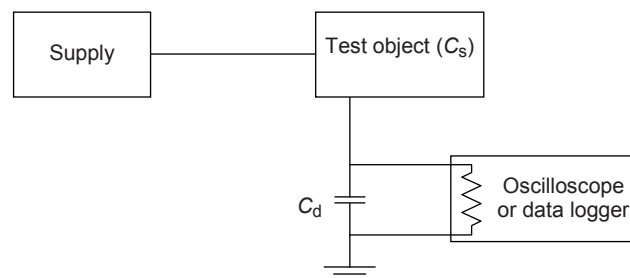 Supply
Test object (Cs)
Cd
Oscilloscope
or data logger